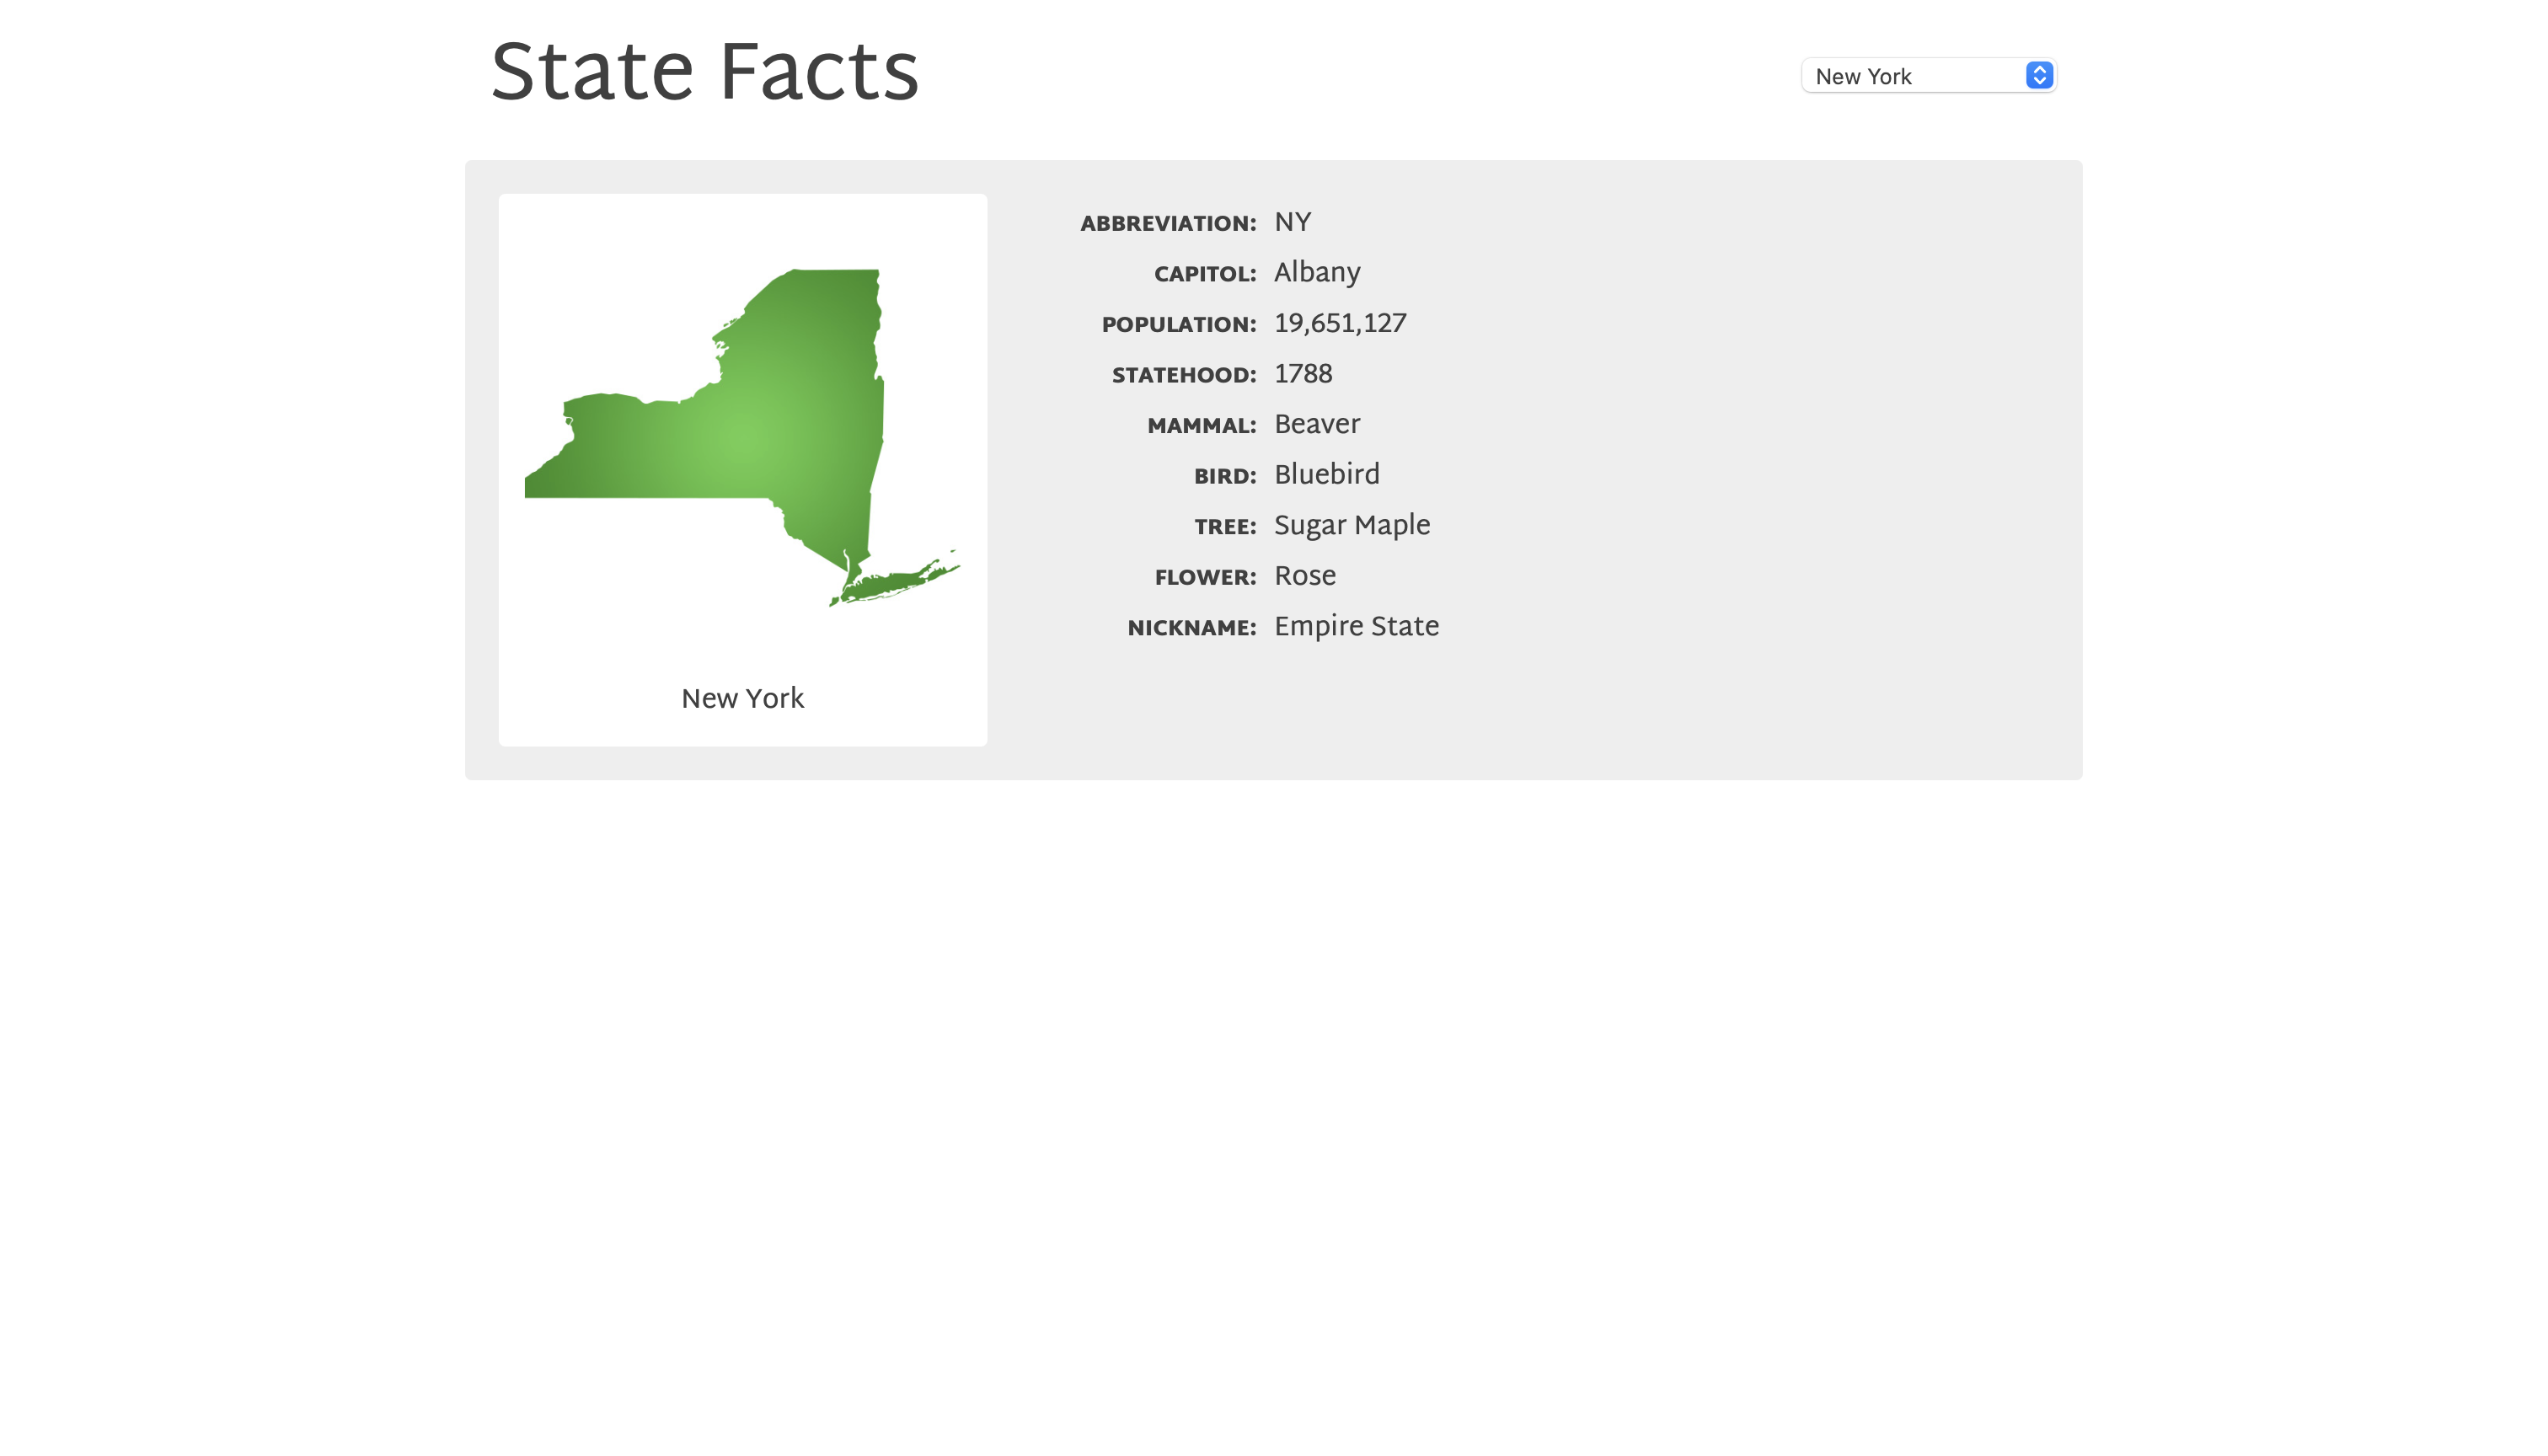 State Facts
New York
ABBREVIATION: NY
CAPITOL: Albany
POPULATION: 19,651,127
STATEHOOD: 1788
MAMMAL: Beaver
BIRD: Bluebird
TREE: Sugar Maple
FLOWER: Rose
NICKNAME: Empire State
New York